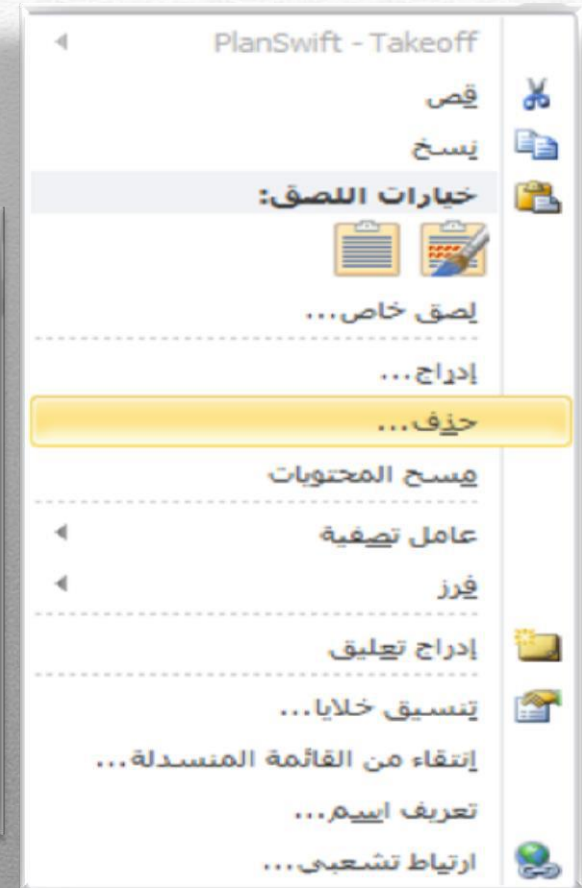 PlanSwift - Takeoff
قص
نسخ
خيارات اللصق:
لصق خاص...
إدراج...
حذف...
مسح المحتويات
عامل تصفية
فرز
إدراج تعليق
تنسيق خلايا...
إنتقاء من القائمة المنسدلة...
تعريف اسم...
ارتباط تشعبي...